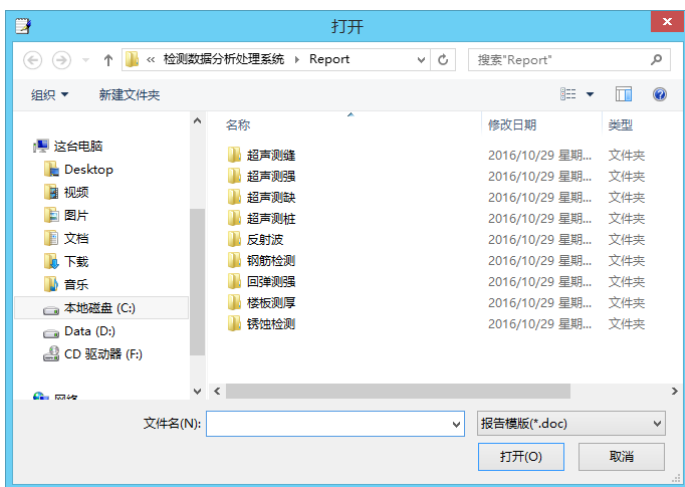 打开
« 检测数据分析处理系统 Report
搜索"Report"
组织 新建文件夹
名称 修改日期 类型
这台电脑
Desktop
视频
图片
文档
下载
音乐
本地磁盘 (C:)
Data (D:)
CD 驱动器 (F:)
网络
超声测缝 2016/10/29 星期... 文件夹
超声测强 2016/10/29 星期... 文件夹
超声测缺 2016/10/29 星期... 文件夹
超声测桩 2016/10/29 星期... 文件夹
反射波 2016/10/29 星期... 文件夹
钢筋检测 2016/10/29 星期... 文件夹
回弹测强 2016/10/29 星期... 文件夹
楼板测厚 2016/10/29 星期... 文件夹
锈蚀检测 2016/10/29 星期... 文件夹
文件名(N):
报告模版(*.doc)
打开(O) 取消